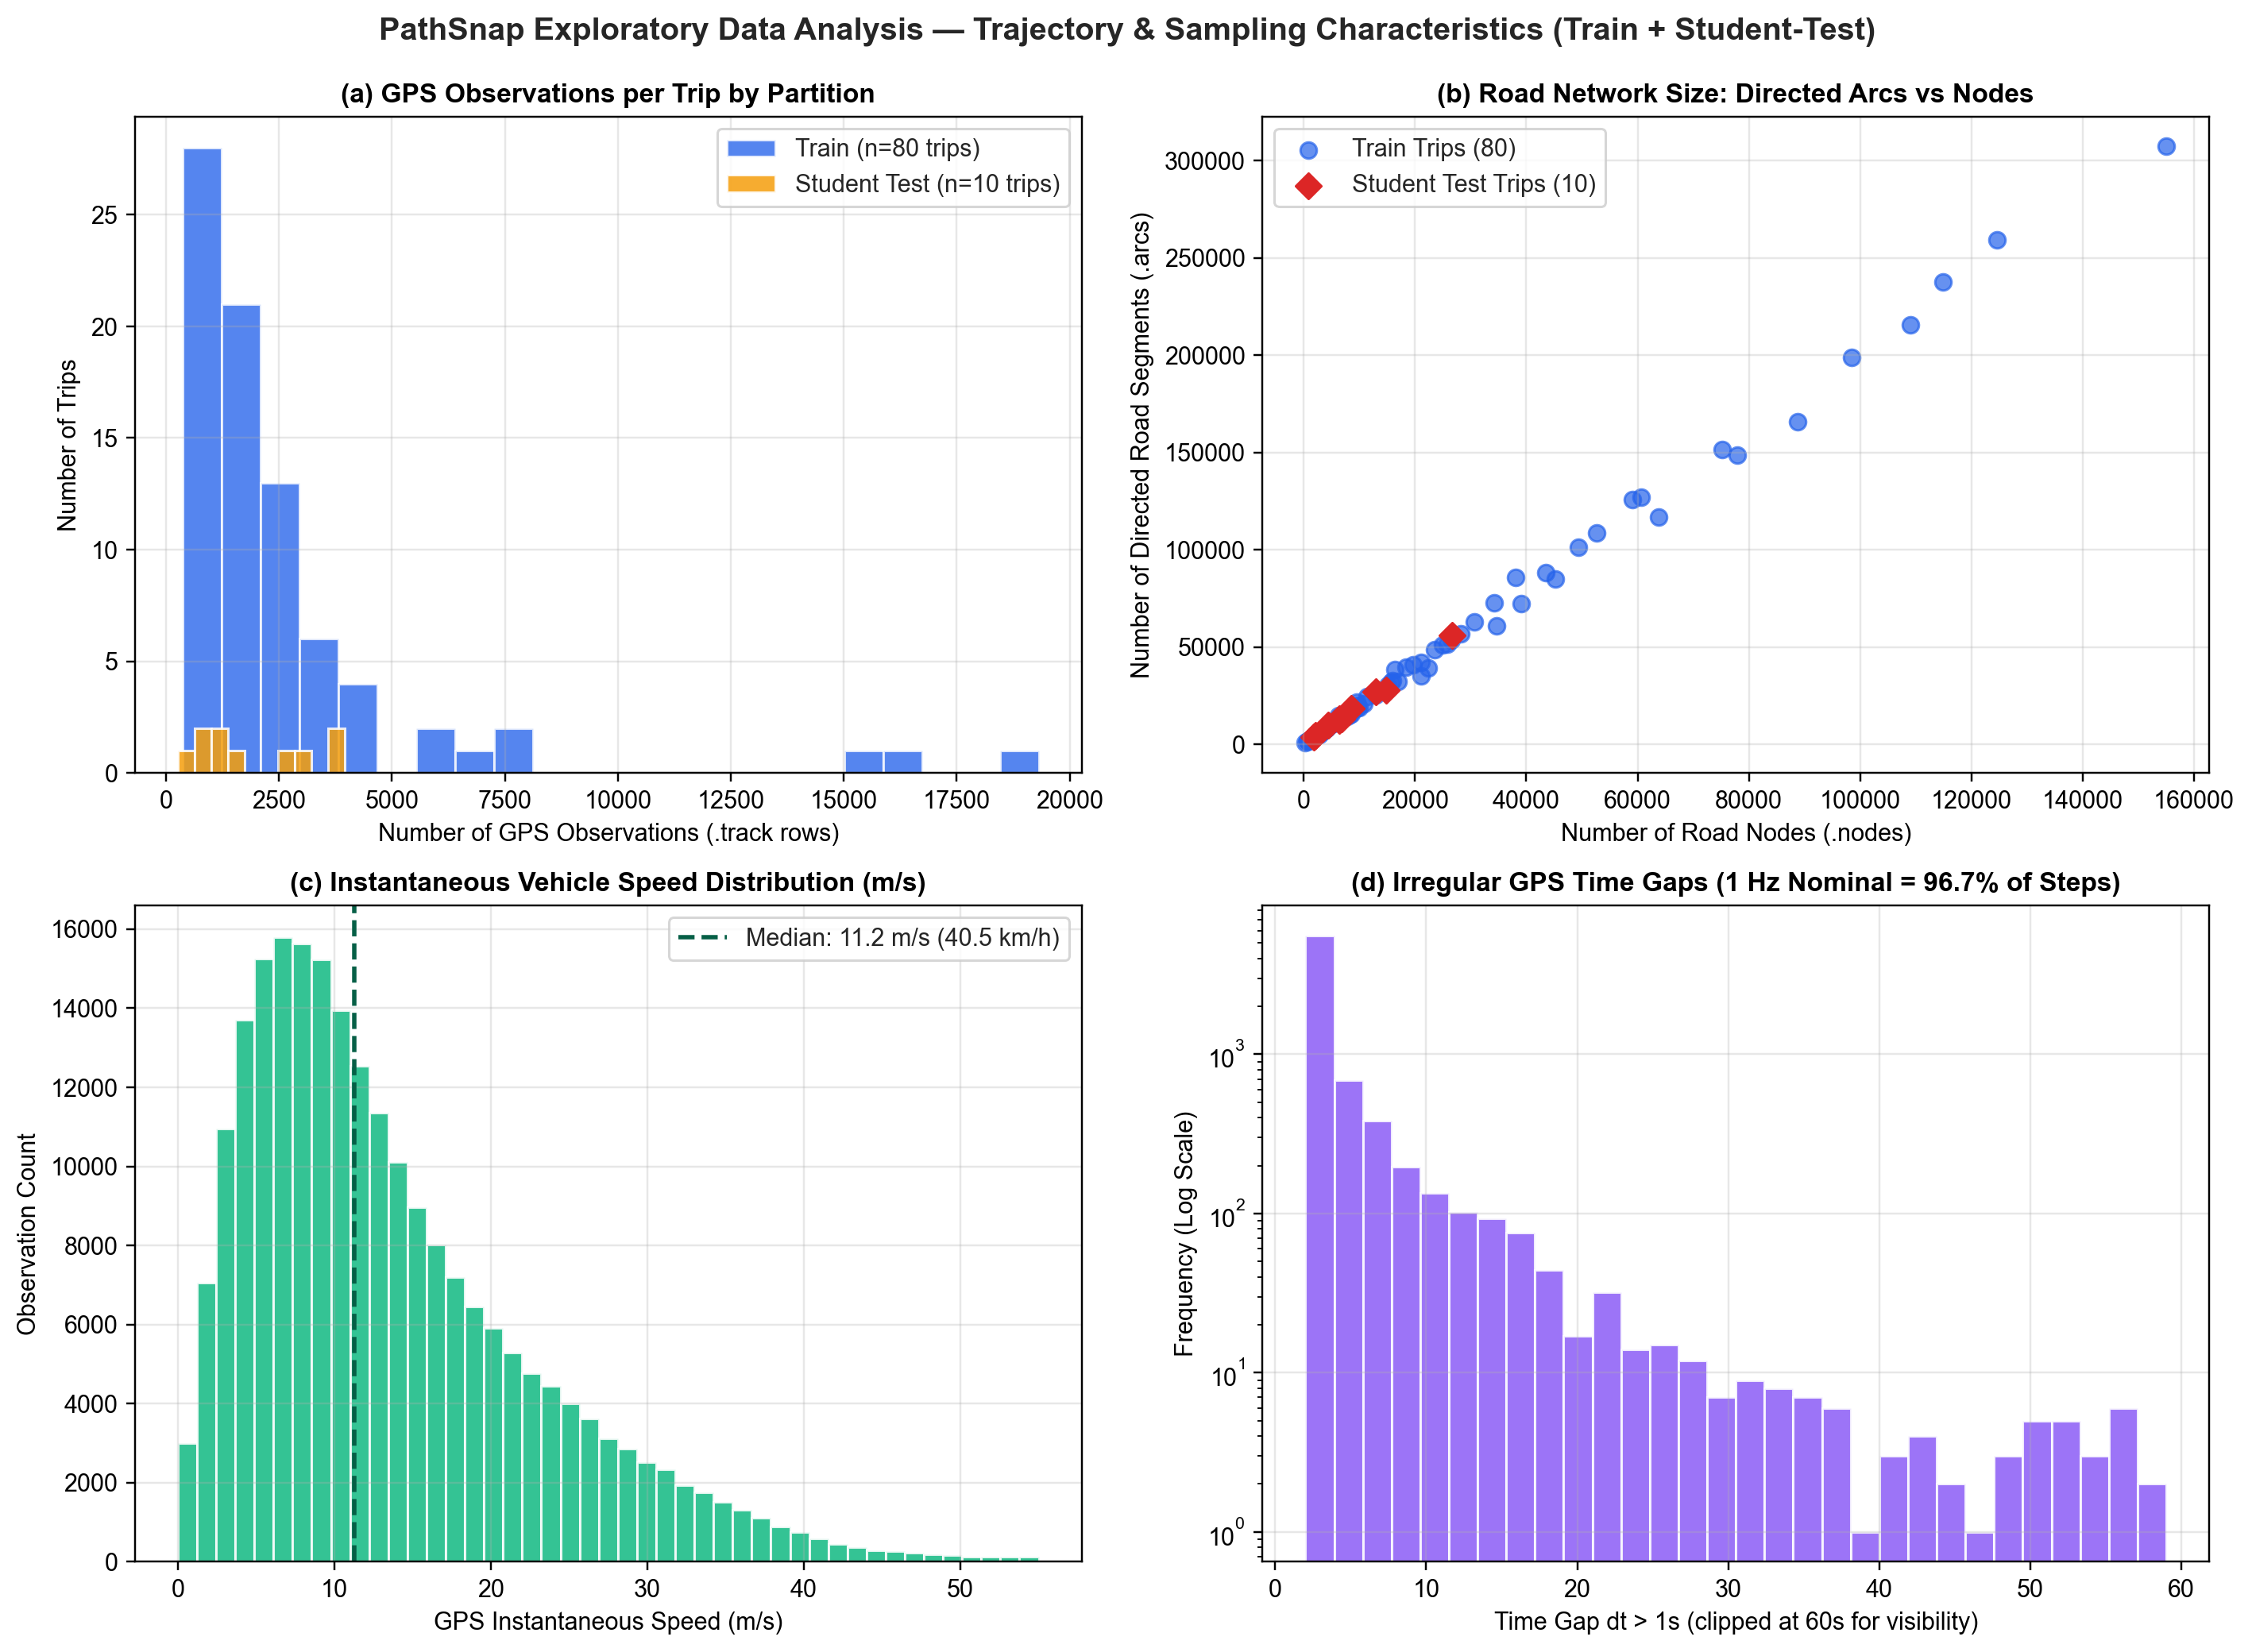 PathSnap Exploratory Data Analysis — Trajectory & Sampling Characteristics (Train + Student-Test)
(a) GPS Observations per Trip by Partition
Train (n=80 trips)
Student Test (n=10 trips)
Number of Trips
25
20
15
10
5
0
0 2500 5000 7500 10000 12500 15000 17500 20000
Number of GPS Observations (.track rows)
(b) Road Network Size: Directed Arcs vs Nodes
Train Trips (80)
Student Test Trips (10)
Number of Directed Road Segments (.arcs)
300000
250000
200000
150000
100000
50000
0
0 20000 40000 60000 80000 100000 120000 140000 160000
Number of Road Nodes (.nodes)
(c) Instantaneous Vehicle Speed Distribution (m/s)
Median: 11.2 m/s (40.5 km/h)
Observation Count
16000
14000
12000
10000
8000
6000
4000
2000
0
0 10 20 30 40 50
GPS Instantaneous Speed (m/s)
(d) Irregular GPS Time Gaps (1 Hz Nominal = 96.7% of Steps)
Frequency (Log Scale)
10³
10²
10¹
10⁰
0 10 20 30 40 50 60
Time Gap dt > 1s (clipped at 60s for visibility)